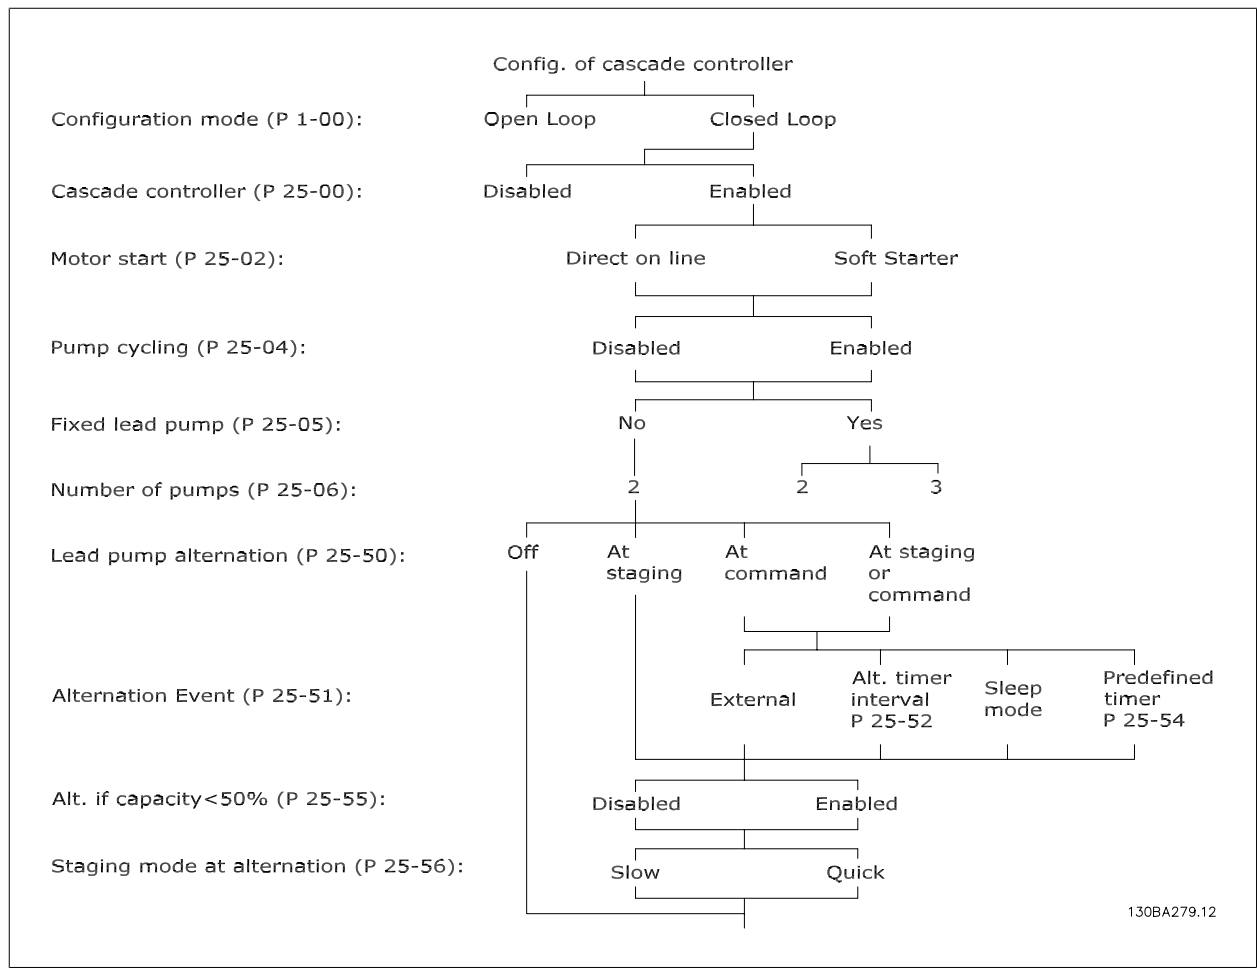 Config. of cascade controller
Configuration mode (P 1-00): Open Loop Closed Loop
Cascade controller (P 25-00): Disabled Enabled
Motor start (P 25-02): Direct on line Soft Starter
Pump cycling (P 25-04): Disabled Enabled
Fixed lead pump (P 25-05): No Yes
Number of pumps (P 25-06): 2 2 3
Lead pump alternation (P 25-50): Off
At
staging
At
command
At staging
or
command
Alternation Event (P 25-51): External
Alt. timer
interval
P 25-52
Sleep
mode
Predefined
timer
P 25-54
Alt. if capacity<50% (P 25-55): Disabled Enabled
Staging mode at alternation (P 25-56): Slow Quick
130BA279.12